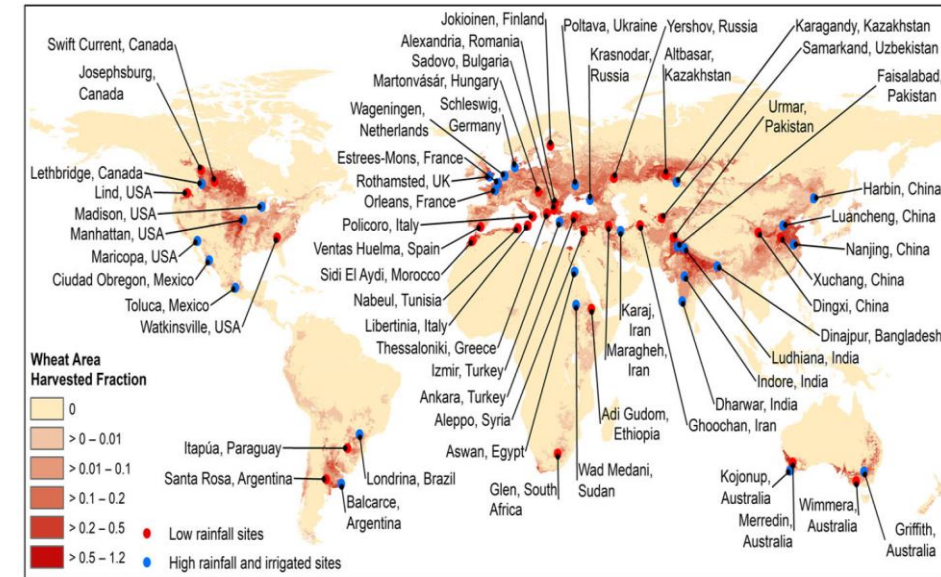 Jokioinen, Finland
Alexandria, Romania
Sadovo, Bulgaria
Martonvásár, Hungary
Schleswig,
Germany
Wageningen,
Netherlands
Estrees-Mons, France
Rothamsted, UK
Orleans, France
Poltava, Ukraine
Krasnodar,
Russia
Yershov, Russia
Altbasar,
Kazakhstan
Karagandy, Kazakhstan
Samarkand, Uzbekistan
Faisalabad,
Pakistan
Urmar,
Pakistan
Swift Current, Canada
Josephsburg,
Canada
Lethbridge, Canada
Lind, USA
Madison, USA
Manhattan, USA
Maricopa, USA
Ciudad Obregon, Mexico
Toluca, Mexico
Watkinsville, USA
Policoro, Italy
Ventas Huelma, Spain
Sidi El Aydi, Morocco
Nabeul, Tunisia
Libertinia, Italy
Thessaloniki, Greece
Izmir, Turkey
Ankara, Turkey
Aleppo, Syria
Aswan, Egypt
Karaj,
Iran
Maragheh,
Iran
Adi Gudom,
Ethiopia
Wad Medani,
Sudan
Glen, South
Africa
Harbin, China
Luancheng, China
Nanjing, China
Xuchang, China
Dingxi, China
Dinajpur, Bangladesh
Ludhiana, India
Indore, India
Dharwar, India
Ghoochan, Iran
Itapúa, Paraguay
Santa Rosa, Argentina
Londrina, Brazil
Balcarce,
Argentina
Kojonup,
Australia
Merredin,
Australia
Wimmera,
Australia
Griffith,
Australia
Wheat Area
Harvested Fraction
0
> 0 – 0.01
> 0.01 – 0.1
> 0.1 – 0.2
> 0.2 – 0.5
> 0.5 – 1.2
Low rainfall sites
High rainfall and irrigated sites